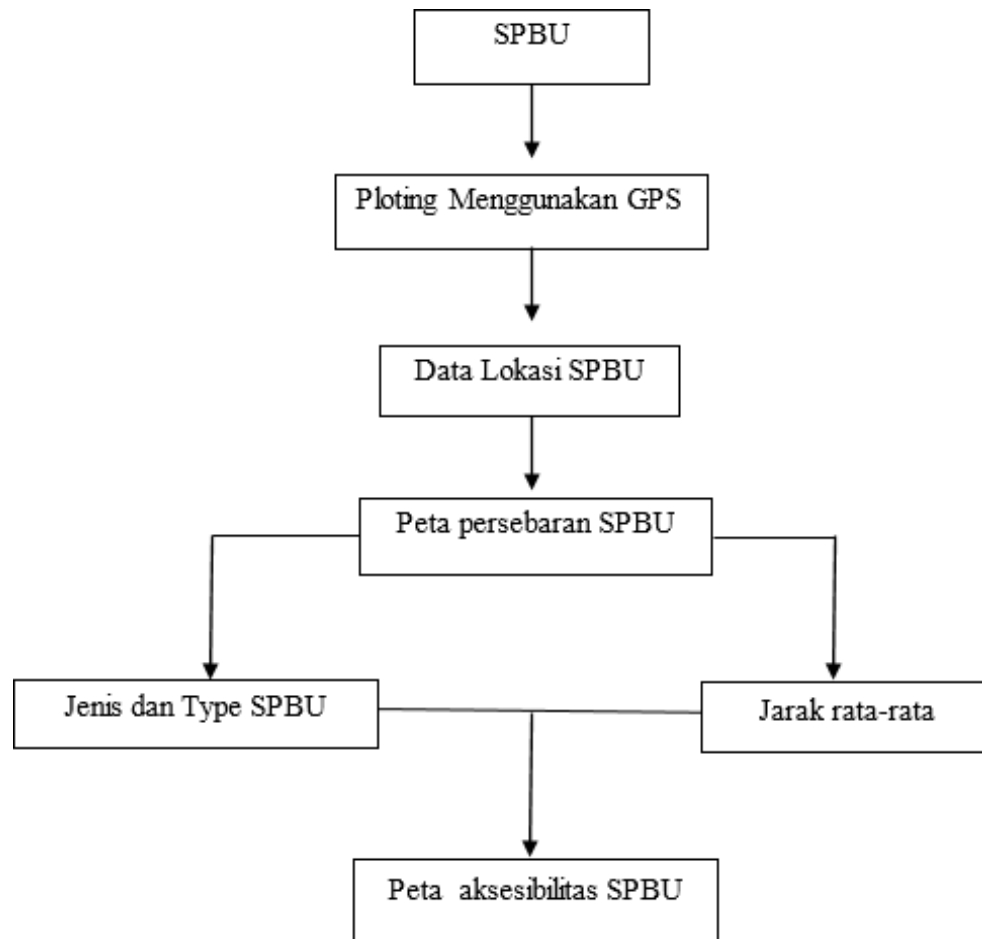 SPBU
Ploting Menggunakan GPS
Data Lokasi SPBU
Peta persebaran SPBU
Jenis dan Type SPBU
Jarak rata-rata
Peta aksesibilitas SPBU